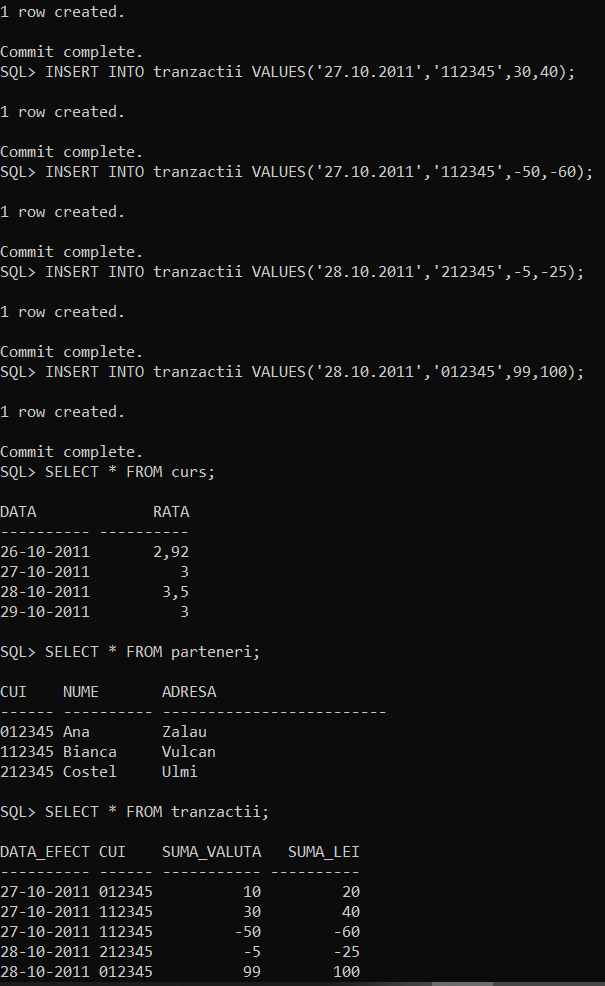 1 row created.
Commit complete.
SQL> INSERT INTO tranzactii VALUES('27.10.2011','112345',30,40);
1 row created.
Commit complete.
SQL> INSERT INTO tranzactii VALUES('27.10.2011','112345',-50,-60);
1 row created.
Commit complete.
SQL> INSERT INTO tranzactii VALUES('28.10.2011','212345',-5,-25);
1 row created.
Commit complete.
SQL> INSERT INTO tranzactii VALUES('28.10.2011','012345',99,100);
1 row created.
Commit complete.
SQL> SELECT * FROM curs;
DATA             RATA
---------- ----------
26-10-2011       2,92
27-10-2011          3
28-10-2011        3,5
29-10-2011          3
SQL> SELECT * FROM parteneri;
CUI    NUME       ADRESA
------ ---------- -------------------------
012345 Ana        Zalau
112345 Bianca     Vulcan
212345 Costel     Ulmi
SQL> SELECT * FROM tranzactii;
DATA_EFECT CUI    SUMA_VALUTA   SUMA_LEI
---------- ------ ----------- ----------
27-10-2011 012345          10         20
27-10-2011 112345          30         40
27-10-2011 112345         -50        -60
28-10-2011 212345          -5        -25
28-10-2011 012345          99        100